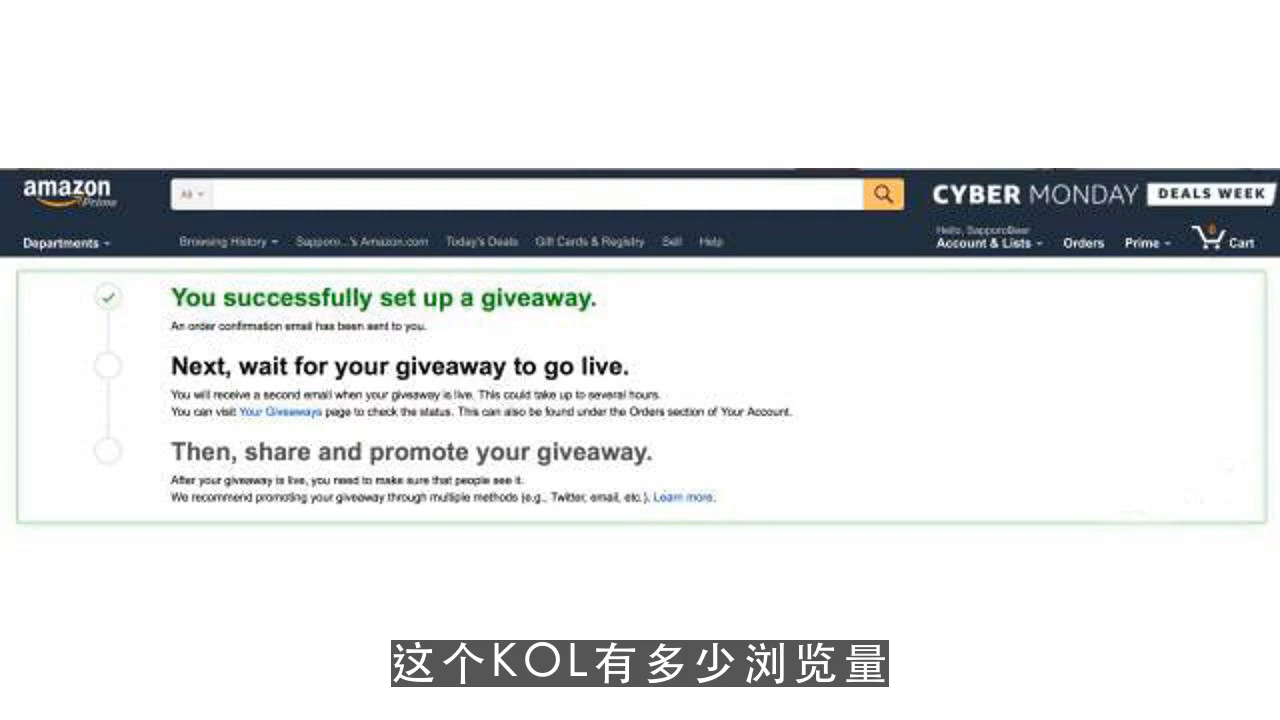 amazon
Prime
All
CYBER MONDAY DEALS WEEK
Departments
Browsing History
Sapporo...'s Amazon.com
Today's Deals
Gift Cards & Registry
Sell
Help
Hello, SapporoBeer
Account & Lists
Orders
Prime
0
Cart
You successfully set up a giveaway.
An order confirmation email has been sent to you.
Next, wait for your giveaway to go live.
You will receive a second email when your giveaway is live. This could take up to several hours.
You can visit Your Giveaways page to check the status. This can also be found under the Orders section of Your Account.
Then, share and promote your giveaway.
After your giveaway is live, you need to make sure that people see it.
We recommend promoting your giveaway through multiple methods (e.g., Twitter, email, etc.). Learn more.
这个KOL有多少浏览量